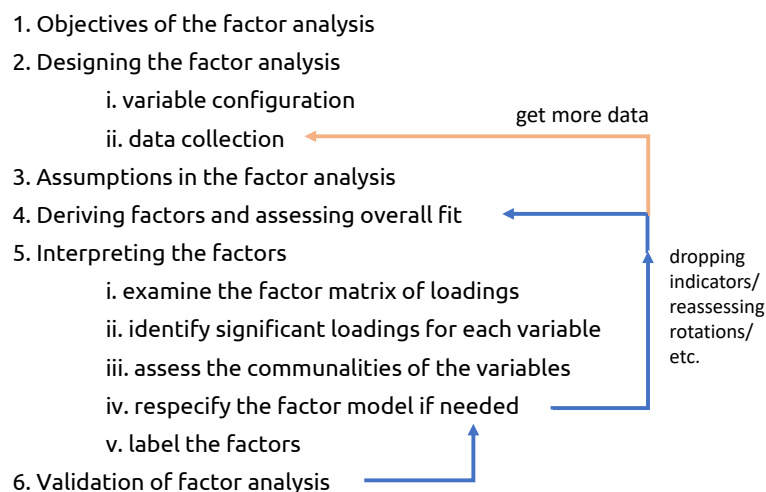 1. Objectives of the factor analysis
2. Designing the factor analysis
i. variable configuration
get more data
ii. data collection
3. Assumptions in the factor analysis
4. Deriving factors and assessing overall fit
5. Interpreting the factors
dropping
indicators/
reassessing
rotations/
etc.
i. examine the factor matrix of loadings
ii. identify significant loadings for each variable
iii. assess the communalities of the variables
iv. respecify the factor model if needed
v. label the factors
6. Validation of factor analysis